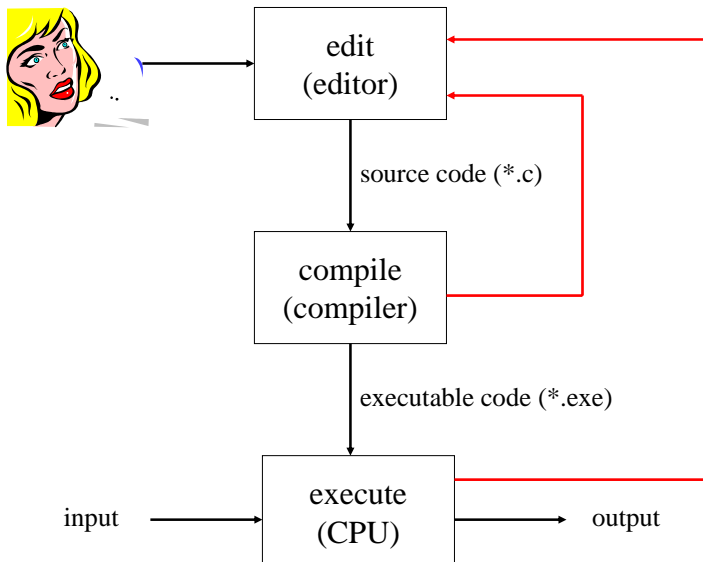 edit
(editor)
source code (*.c)
compile
(compiler)
executable code (*.exe)
execute
(CPU)
input
output